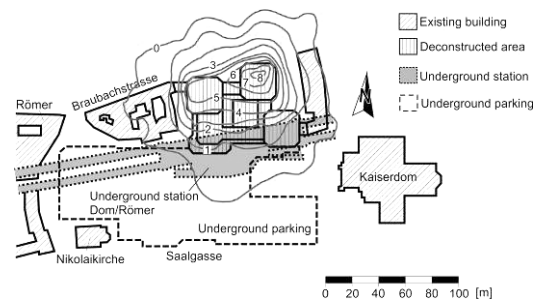 Existing building
Deconstructed area
Underground station
Underground parking
Römer
Braubachstrasse
0
3
6
7
8
5
4
2
1
N
Kaiserdom
Underground station
Dom/Römer
Underground parking
Nikolaikirche
Saalgasse
0 20 40 60 80 100 [m]